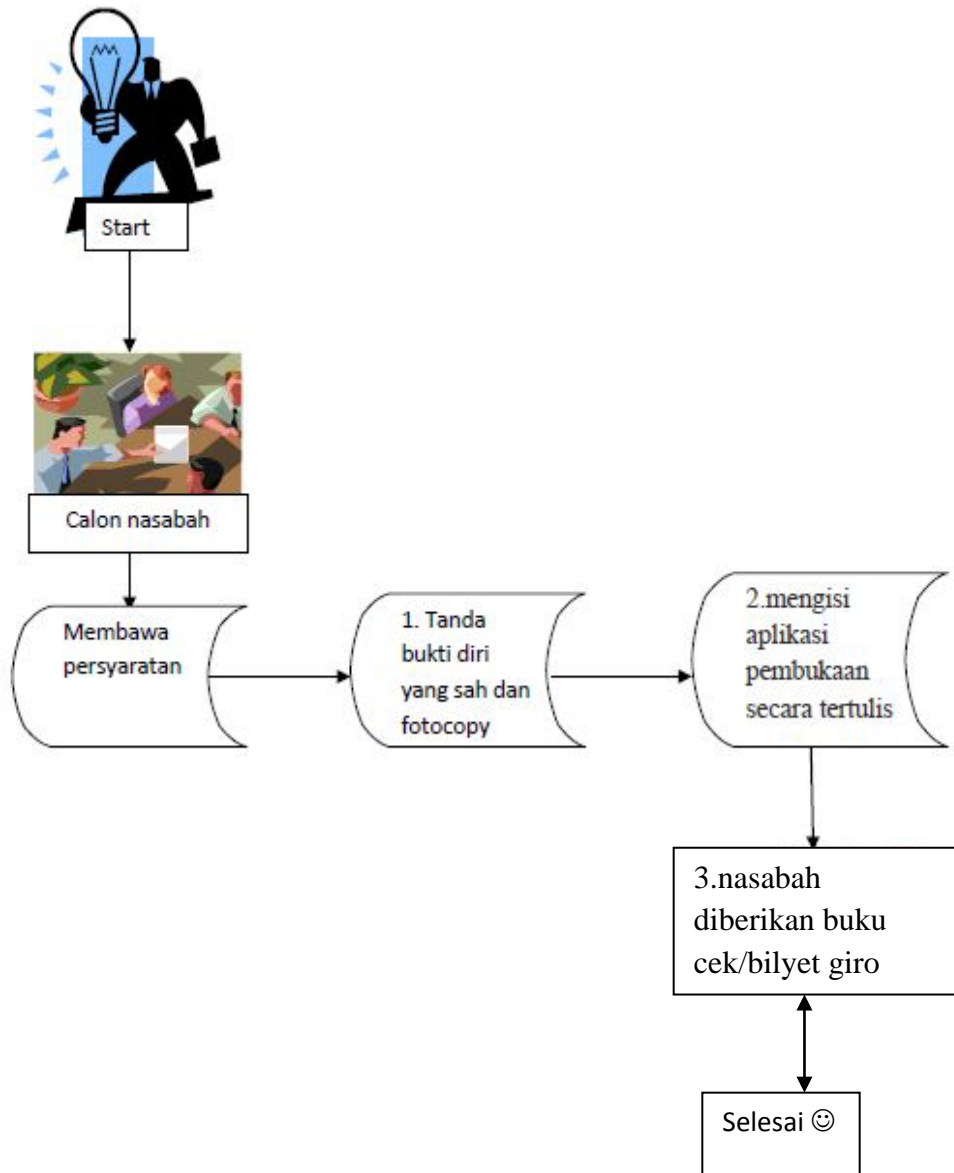 Start
Calon nasabah
Membawa
persyaratan
1. Tanda
bukti diri
yang sah dan
fotocopy
2.mengisi
aplikasi
pembukaan
secara tertulis
3.nasabah
diberikan buku
cek/bilyet giro
Selesai ☺